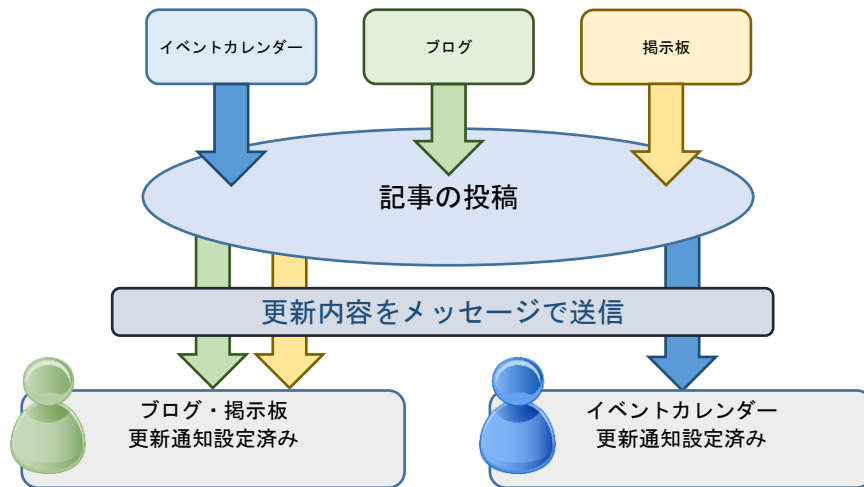 イベントカレンダー
ブログ
掲示板
記事の投稿
更新内容をメッセージで送信
ブログ・掲示板
更新通知設定済み
イベントカレンダー
更新通知設定済み